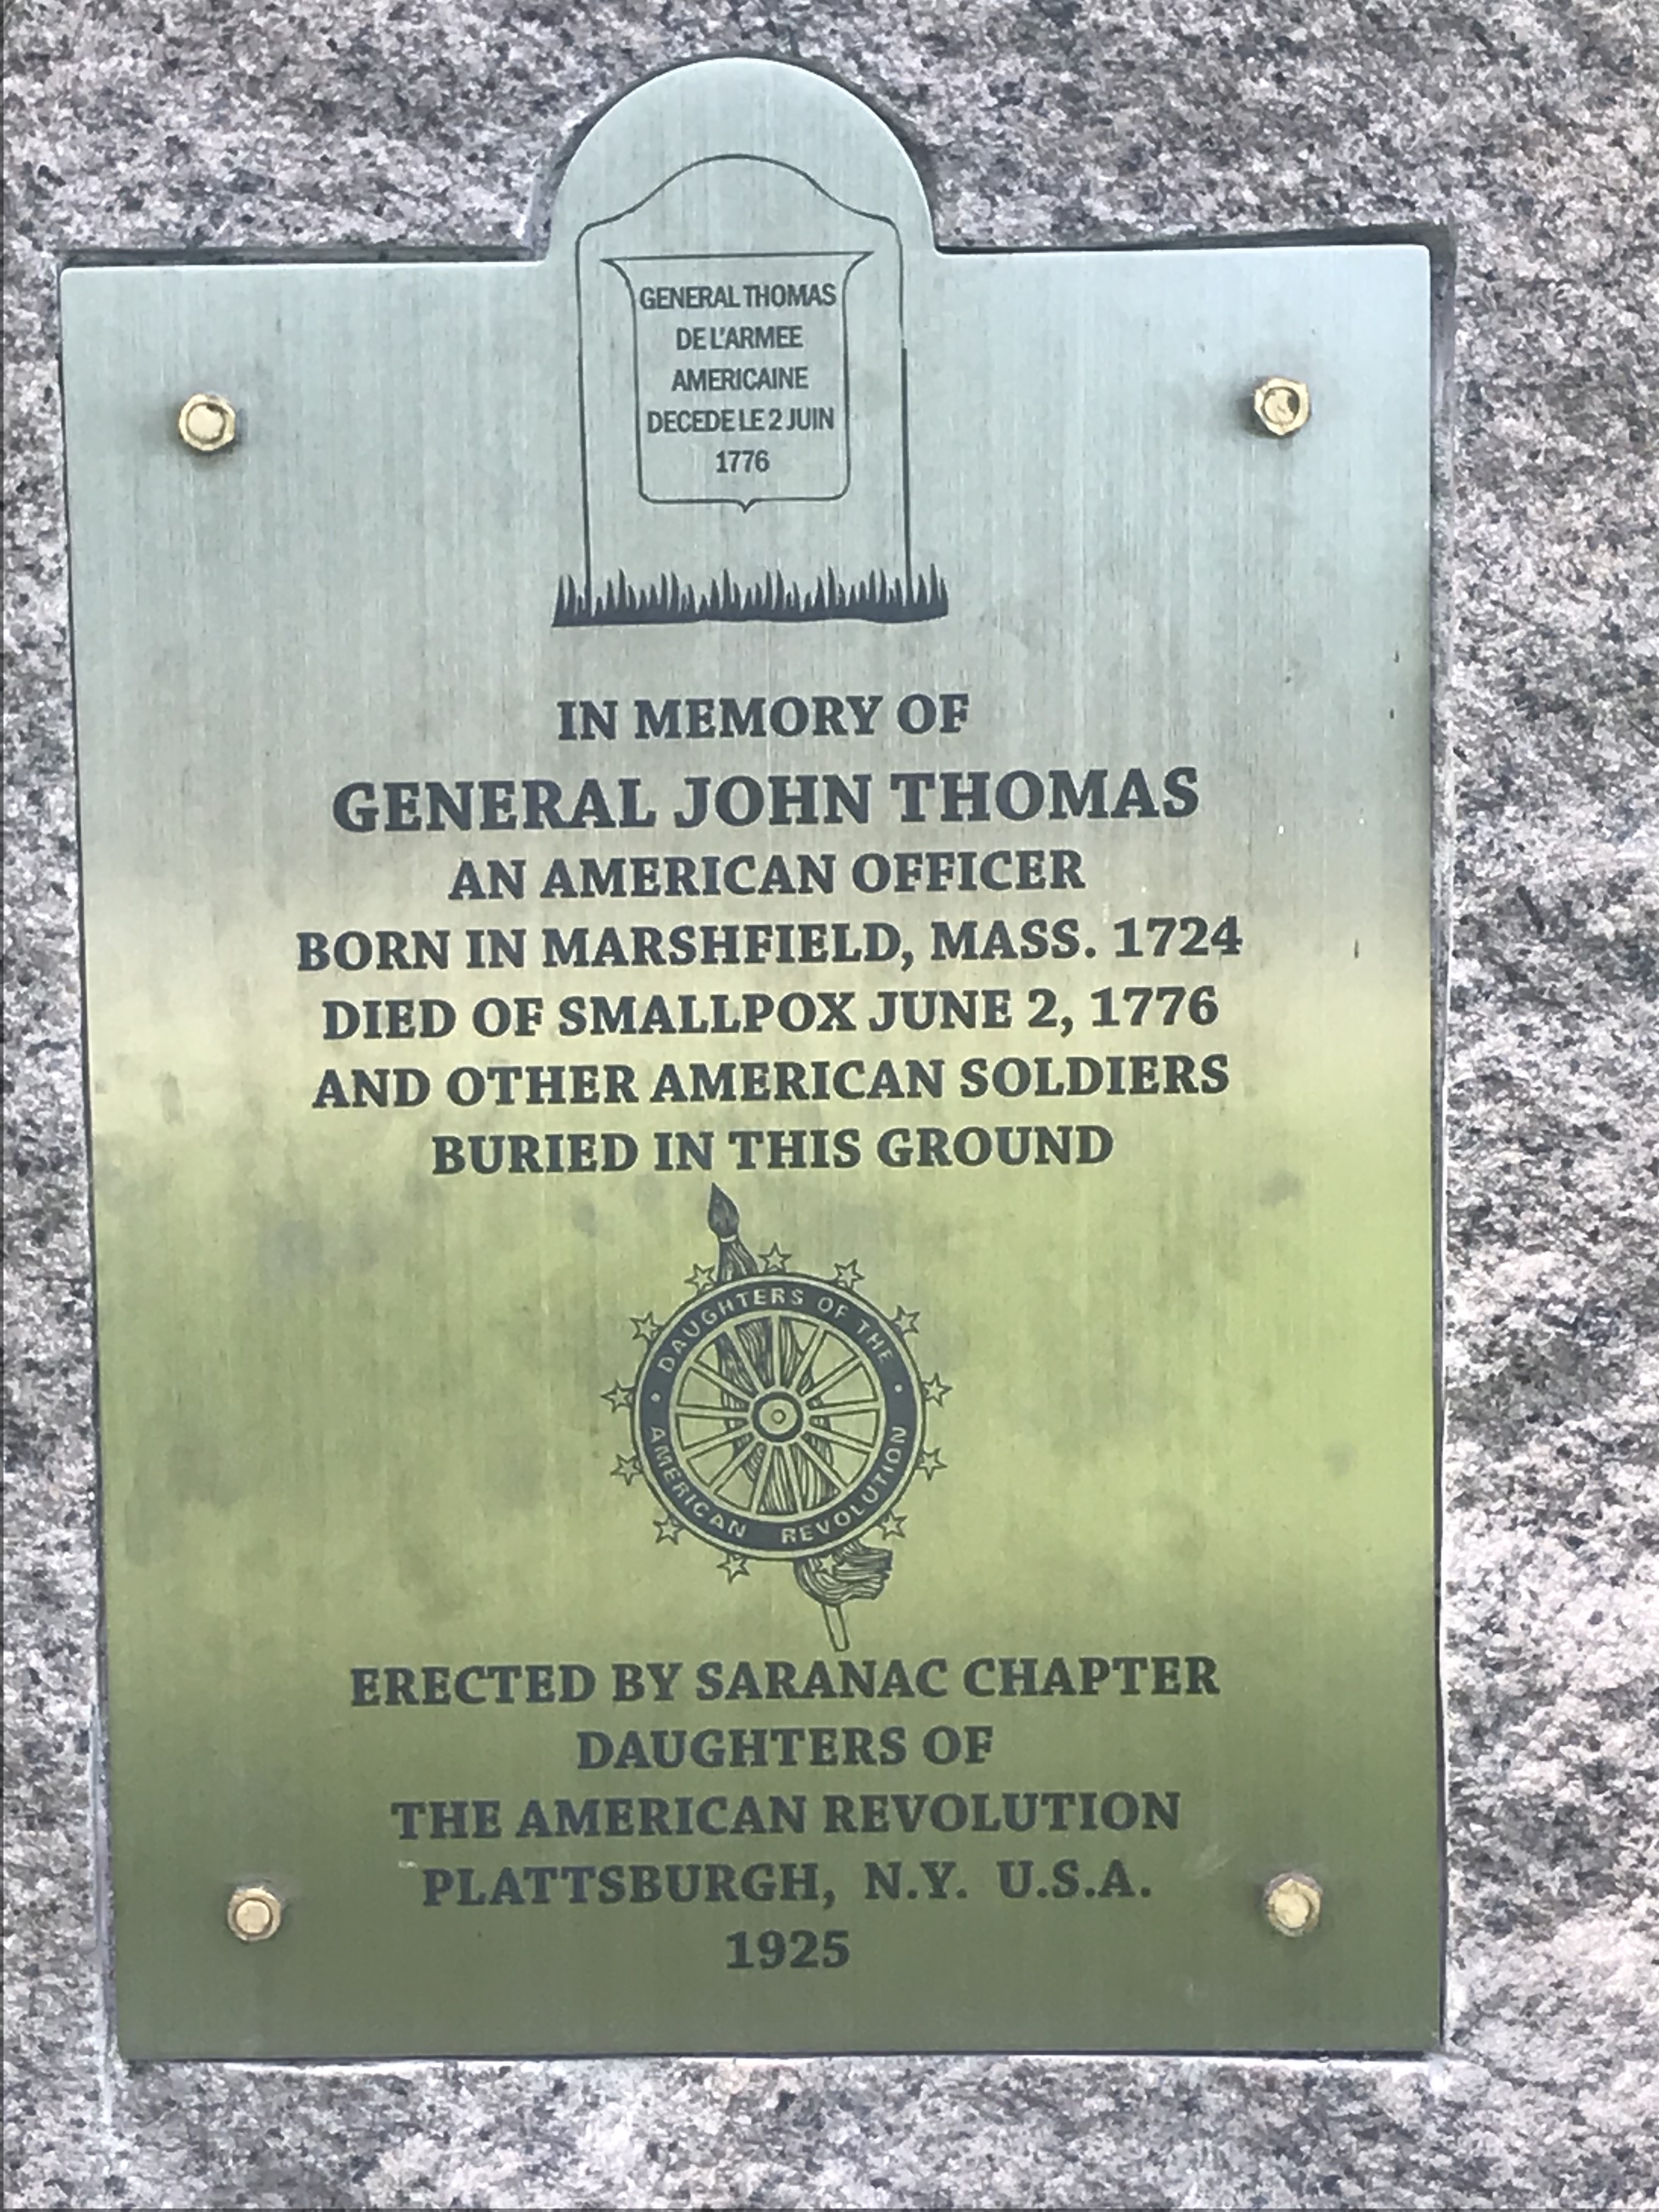 GENERAL THOMAS
DE L'ARMEE
AMERICAINE
DECEDE LE 2 JUIN
1776
IN MEMORY OF
GENERAL JOHN THOMAS
AN AMERICAN OFFICER
BORN IN MARSHFIELD, MASS. 1724
DIED OF SMALLPOX JUNE 2, 1776
AND OTHER AMERICAN SOLDIERS
BURIED IN THIS GROUND
DAUGHTERS OF THE
AMERICAN REVOLUTION
ERECTED BY SARANAC CHAPTER
DAUGHTERS OF
THE AMERICAN REVOLUTION
PLATTSBURGH, N.Y. U.S.A.
1925